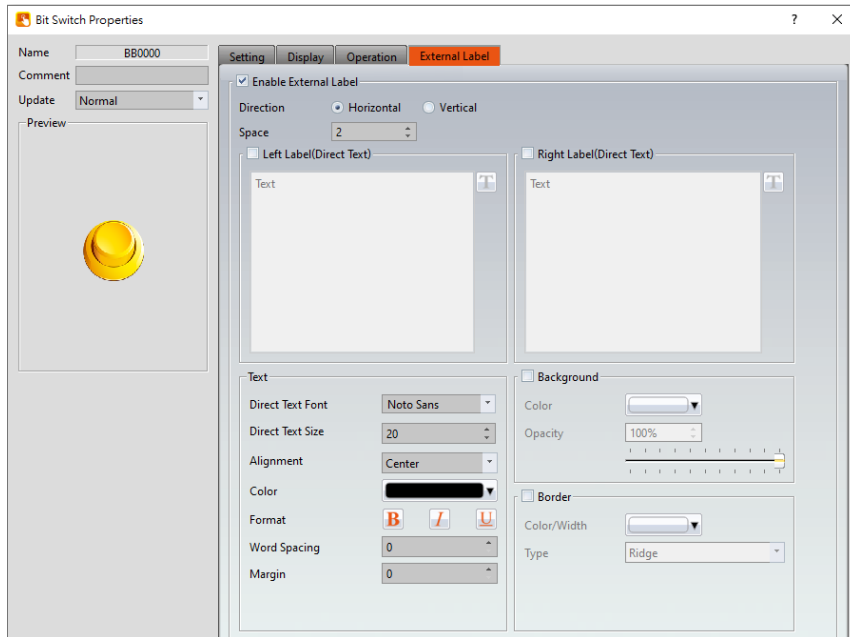 Bit Switch Properties
?
Name BB0000
Comment
Update Normal
Preview
Setting Display Operation External Label
Enable External Label
Direction Horizontal Vertical
Space 2
Left Label(Direct Text) Right Label(Direct Text)
Text T Text T
Text
Direct Text Font Noto Sans
Direct Text Size 20
Alignment Center
Color
Format B I U
Word Spacing 0
Margin 0
Background
Color
Opacity 100%
Border
Color/Width
Type Ridge